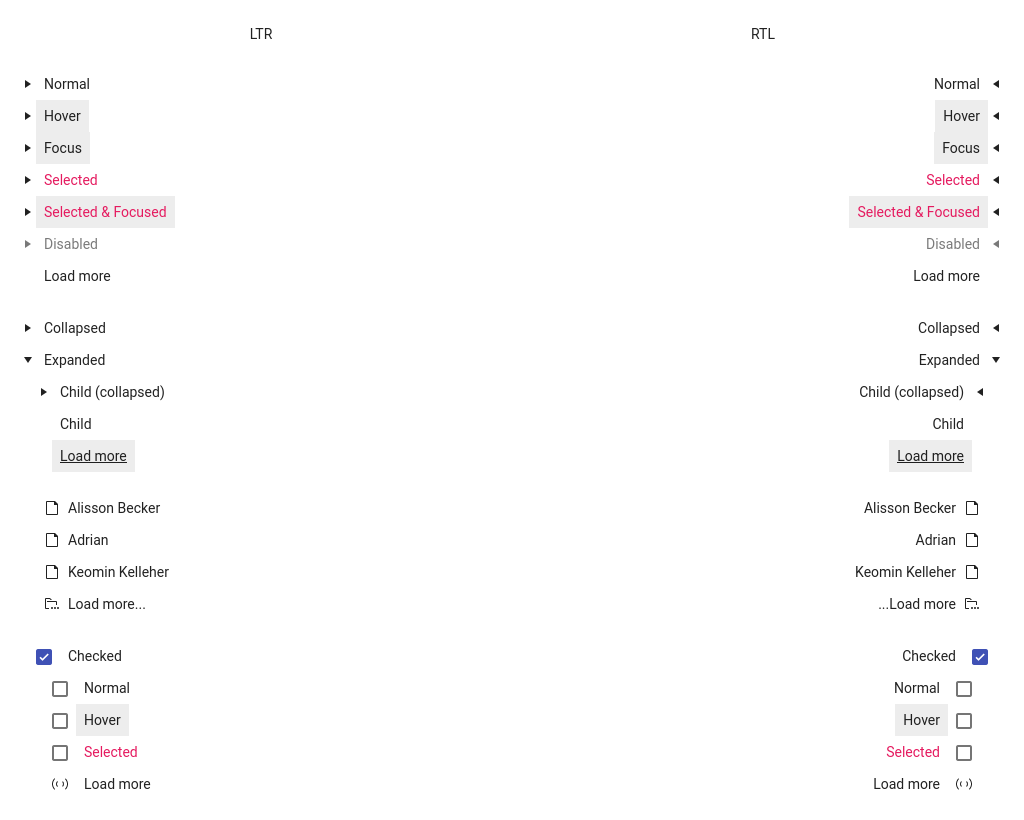 LTR
Normal
Hover
Focus
Selected
Selected & Focused
Disabled
Load more
Collapsed
Expanded
Child (collapsed)
Child
Load more
Alisson Becker
Adrian
Keomin Kelleher
Load more...
Checked
Normal
Hover
Selected
Load more
RTL
Normal
Hover
Focus
Selected
Selected & Focused
Disabled
Load more
Collapsed
Expanded
Child (collapsed)
Child
Load more
Alisson Becker
Adrian
Keomin Kelleher
...Load more
Checked
Normal
Hover
Selected
Load more